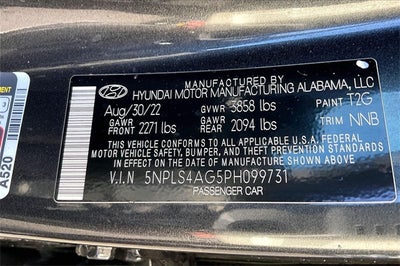 MANUFACTURED BY
HYUNDAI MOTOR MANUFACTURING ALABAMA, LLC
Aug/30/22 GVWR 3858 lbs PAINT T2G
GAWR FRONT 2271 lbs GAWR REAR 2094 lbs TRIM NNB
THIS VEHICLE CONFORMS TO ALL APPLICABLE U.S. FEDERAL
MOTOR VEHICLE SAFETY, BUMPER, AND THEFT PREVENTION STANDARDS
IN EFFECT ON THE DATE OF MANUFACTURE SHOWN ABOVE.
V.I.N 5NPLS4AG5PH099731
PASSENGER CAR
A520